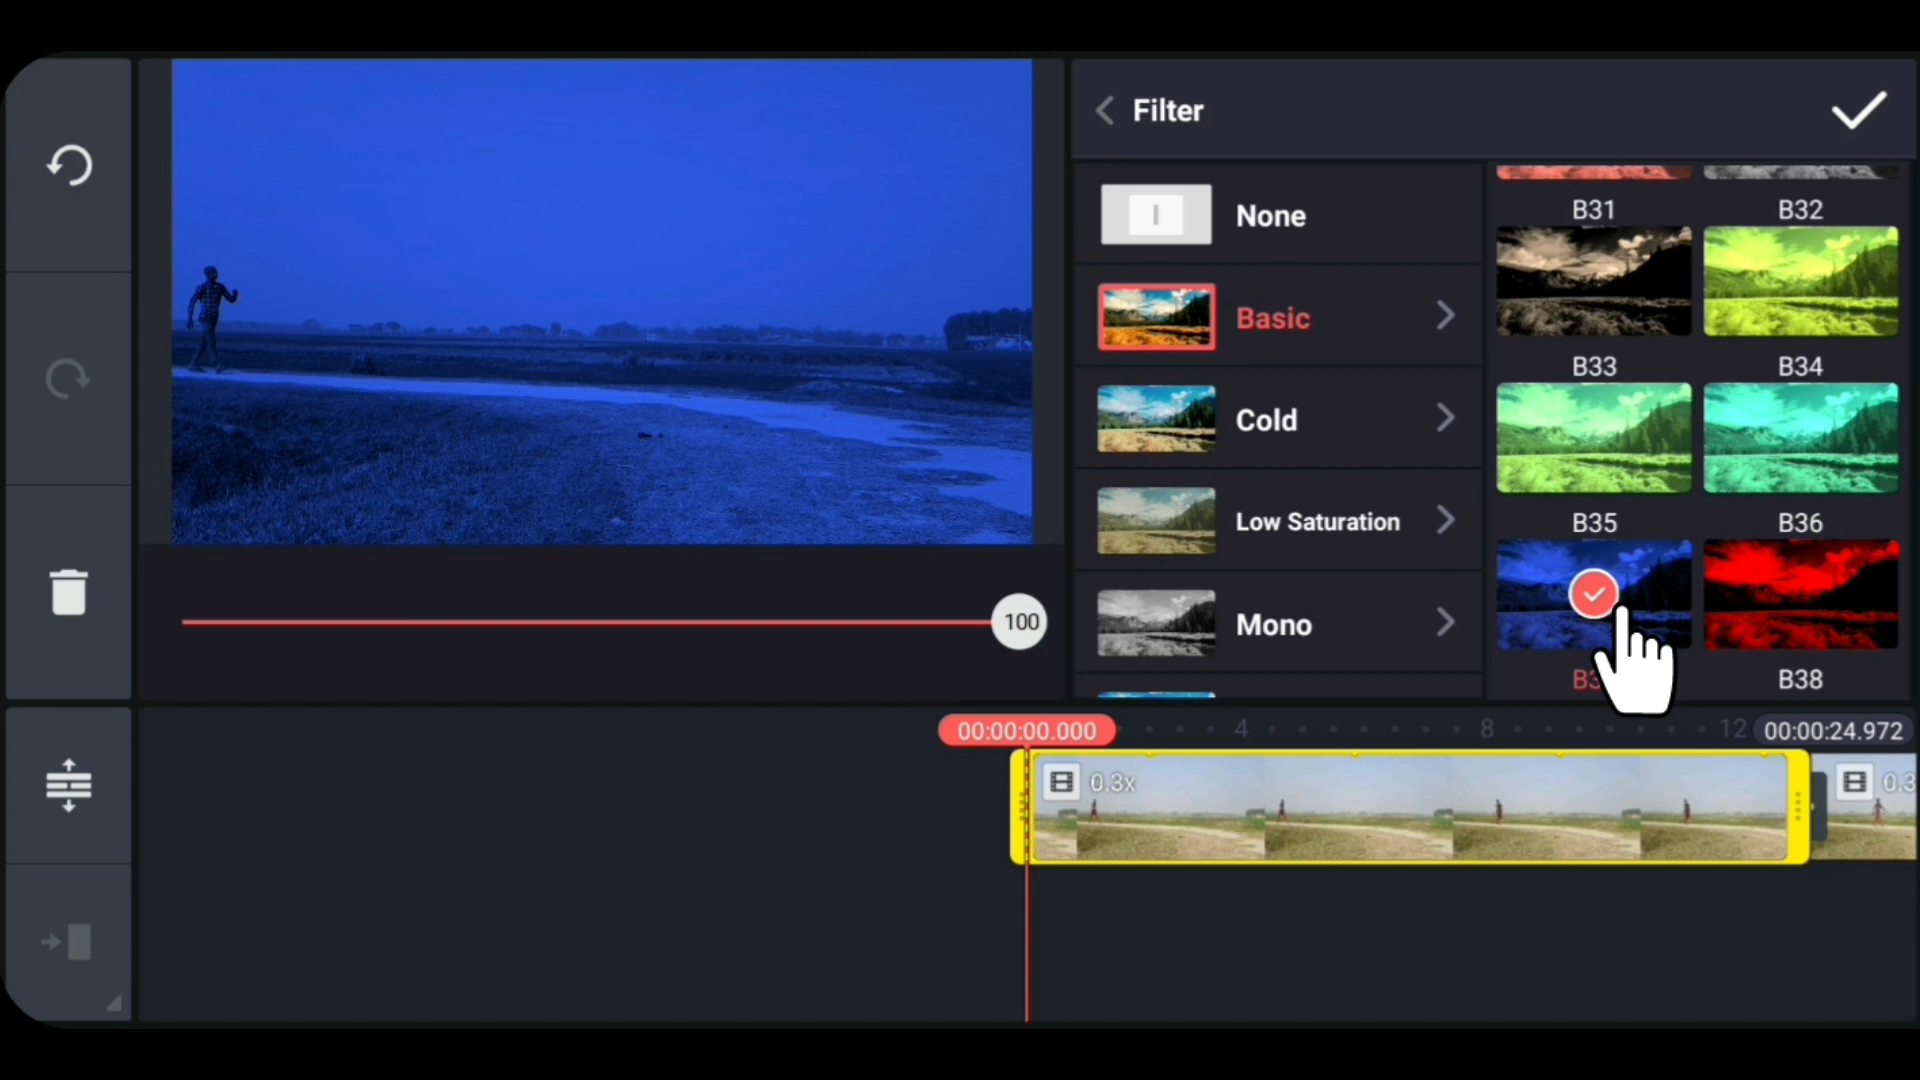 Filter
None
Basic
Cold
Low Saturation
Mono
B31 B32
B33 B34
B35 B36
B38
100
00:00:00.000 4 8 12 00:00:24.972
0.3x 0.3